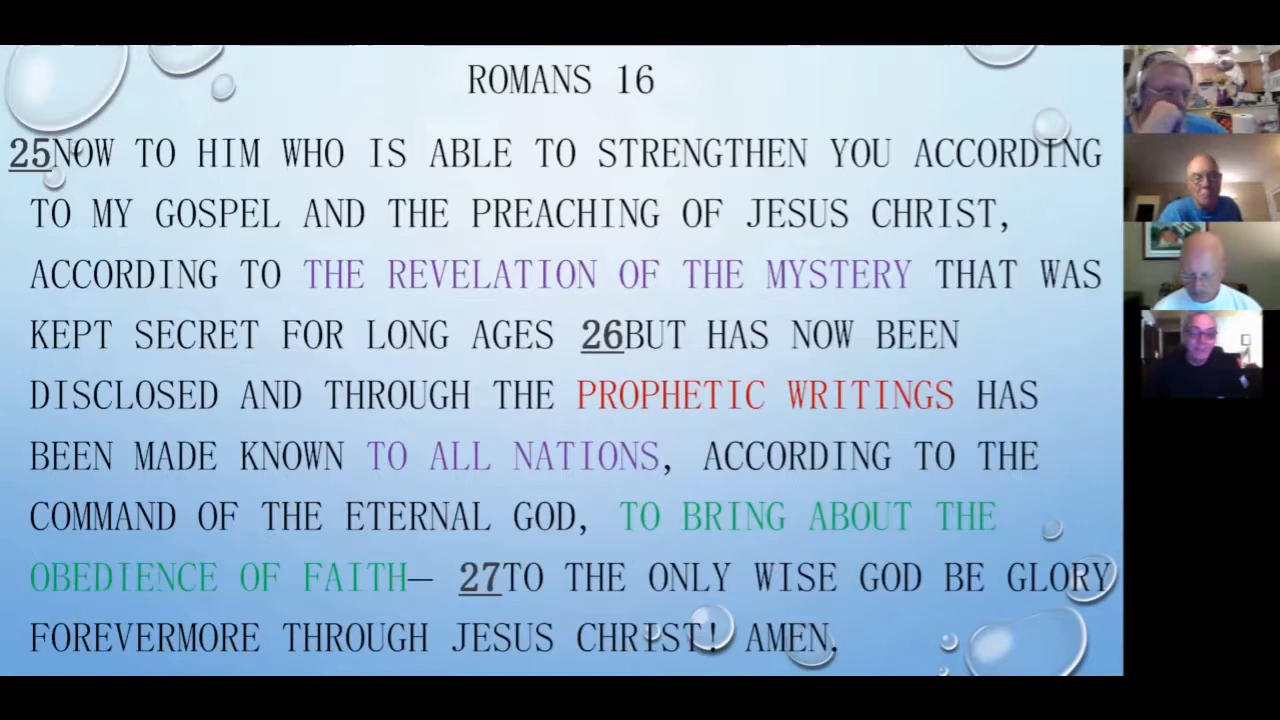 ROMANS 16
25NOW TO HIM WHO IS ABLE TO STRENGTHEN YOU ACCORDING
TO MY GOSPEL AND THE PREACHING OF JESUS CHRIST,
ACCORDING TO THE REVELATION OF THE MYSTERY THAT WAS
KEPT SECRET FOR LONG AGES 26BUT HAS NOW BEEN
DISCLOSED AND THROUGH THE PROPHETIC WRITINGS HAS
BEEN MADE KNOWN TO ALL NATIONS, ACCORDING TO THE
COMMAND OF THE ETERNAL GOD, TO BRING ABOUT THE
OBEDIENCE OF FAITH— 27TO THE ONLY WISE GOD BE GLORY
FOREVERMORE THROUGH JESUS CHRIST! AMEN.